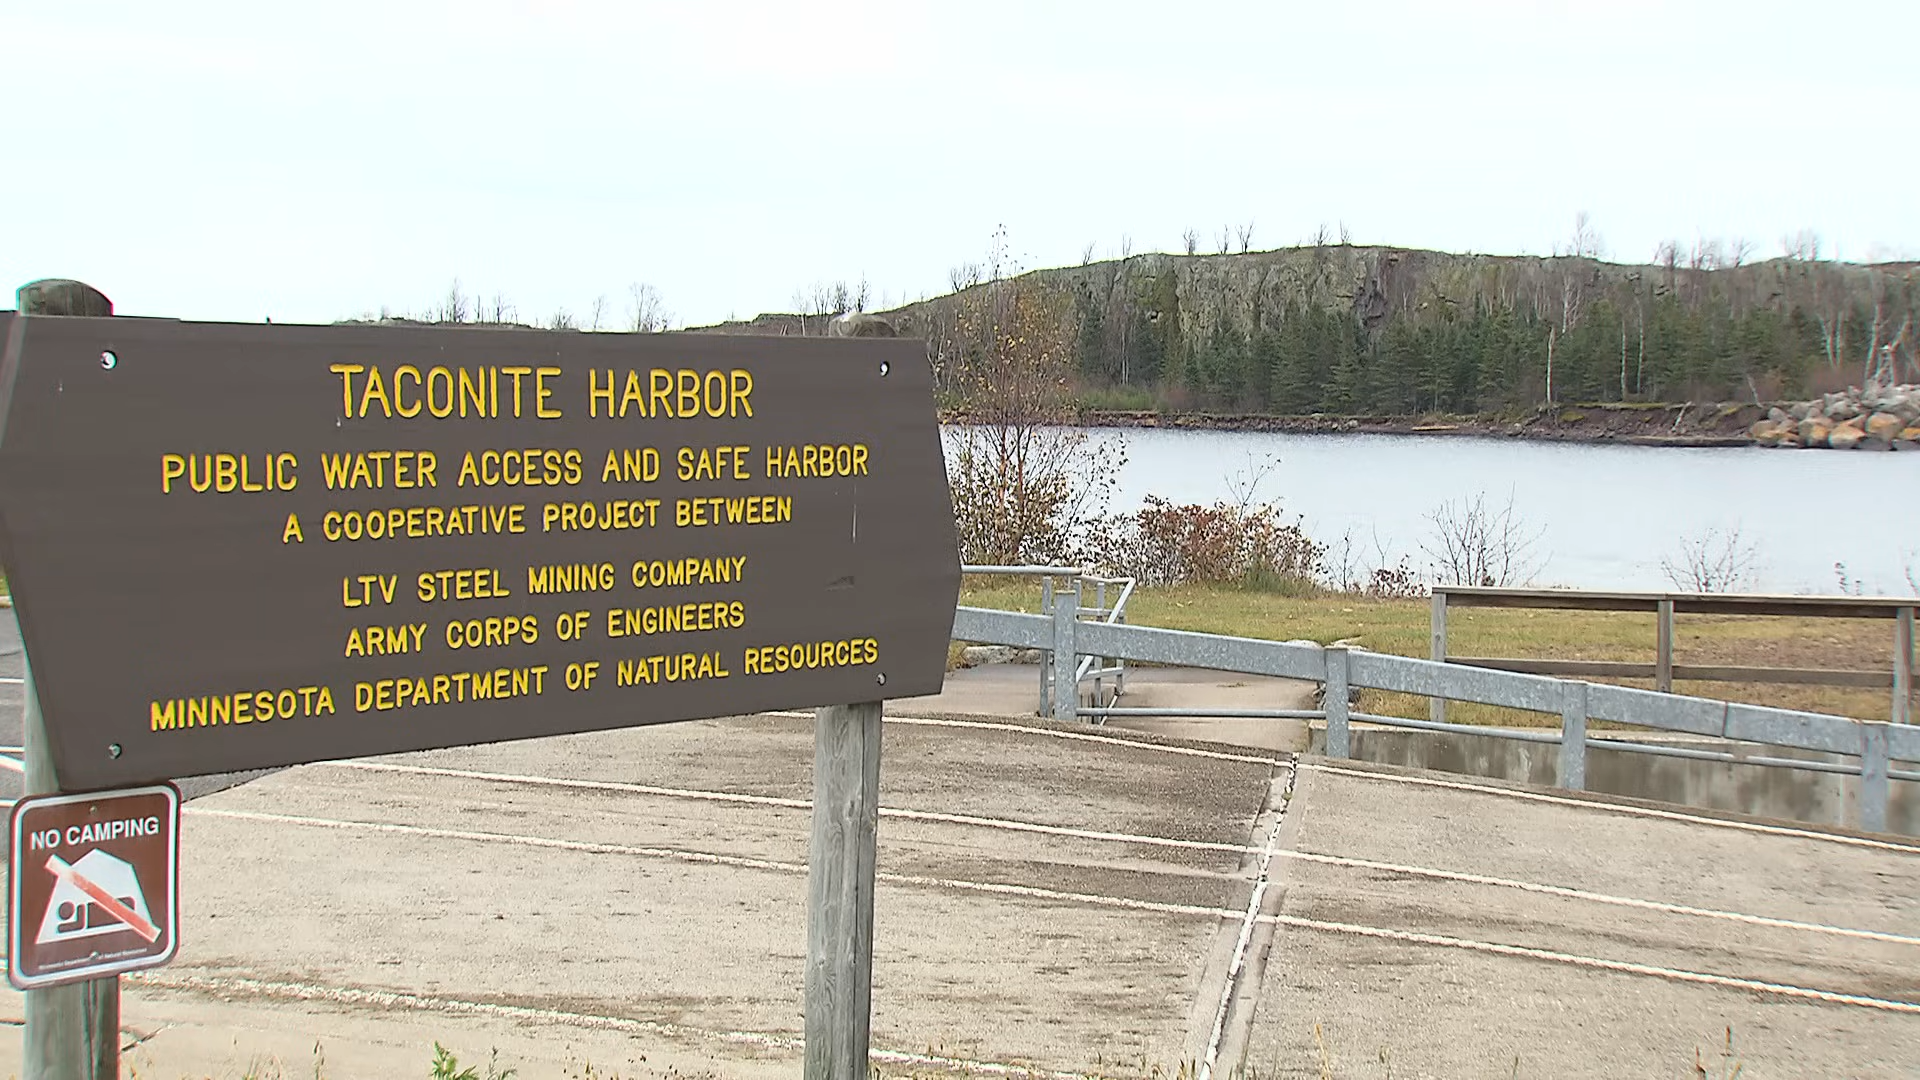 TACONITE HARBOR
PUBLIC WATER ACCESS AND SAFE HARBOR
A COOPERATIVE PROJECT BETWEEN
LTV STEEL MINING COMPANY
ARMY CORPS OF ENGINEERS
MINNESOTA DEPARTMENT OF NATURAL RESOURCES
NO CAMPING